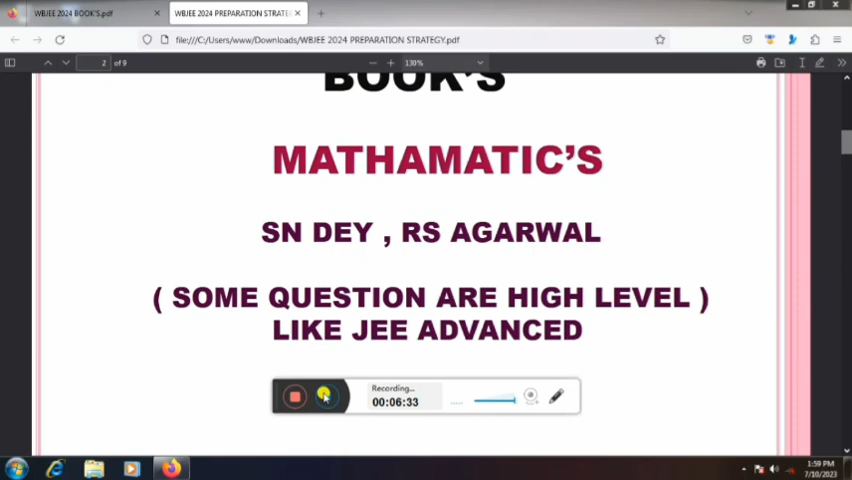 WBJEE 2024 BOOK'S.pdf
WBJEE 2024 PREPARATION STRATEG
file:///C:/Users/www/Downloads/WBJEE 2024 PREPARATION STRATEGY.pdf
2 of 9
130%
BOOK'S
MATHAMATIC'S
SN DEY , RS AGARWAL
( SOME QUESTION ARE HIGH LEVEL )
LIKE JEE ADVANCED
Recording...
00:06:33
1:59 PM
7/10/2023